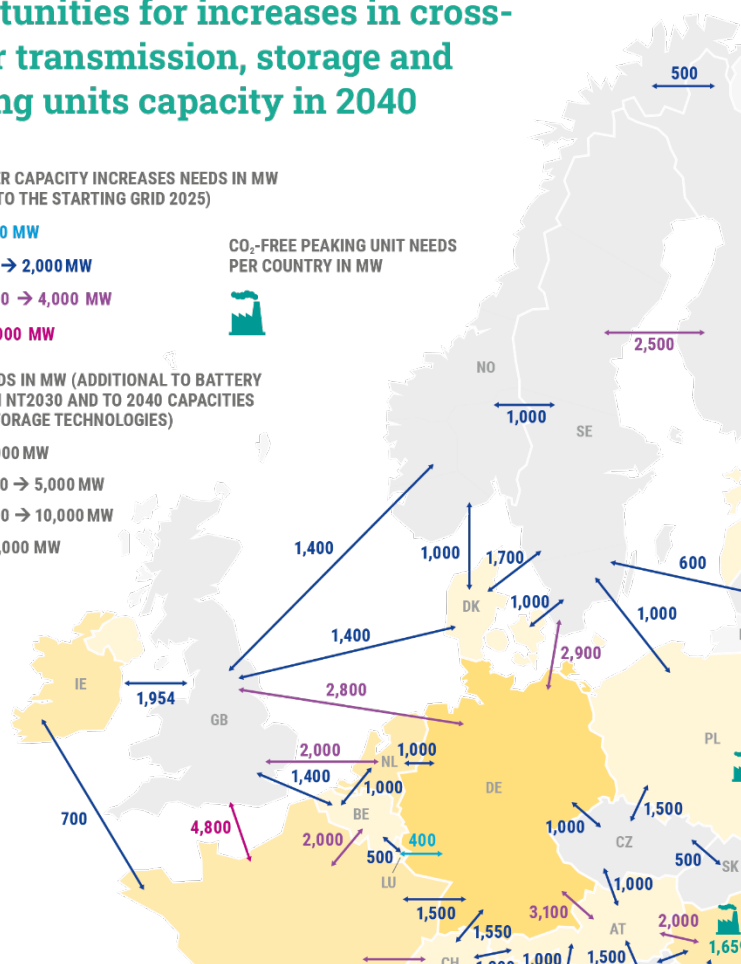 tunities for increases in cross-
r transmission, storage and
ng units capacity in 2040
ER CAPACITY INCREASES NEEDS IN MW
TO THE STARTING GRID 2025)
0 MW
→ 2,000 MW
0 → 4,000 MW
000 MW
CO₂-FREE PEAKING UNIT NEEDS
PER COUNTRY IN MW
DS IN MW (ADDITIONAL TO BATTERY
NT2030 AND TO 2040 CAPACITIES
TORAGE TECHNOLOGIES)
000 MW
0 → 5,000 MW
0 → 10,000 MW
,000 MW
500
2,500
NO
1,000
SE
1,400
1,000
1,700
600
DK
1,000
1,000
1,400
2,900
IE
1,954
2,800
GB
PL
2,000
NL
1,000
1,400
1,000
DE
700
BE
1,500
4,800
2,000
1,000
CZ
400
500
500
SK
LU
1,000
1,500
3,100
2,000
1,550
AT
1,65
CH
1,000
1,500